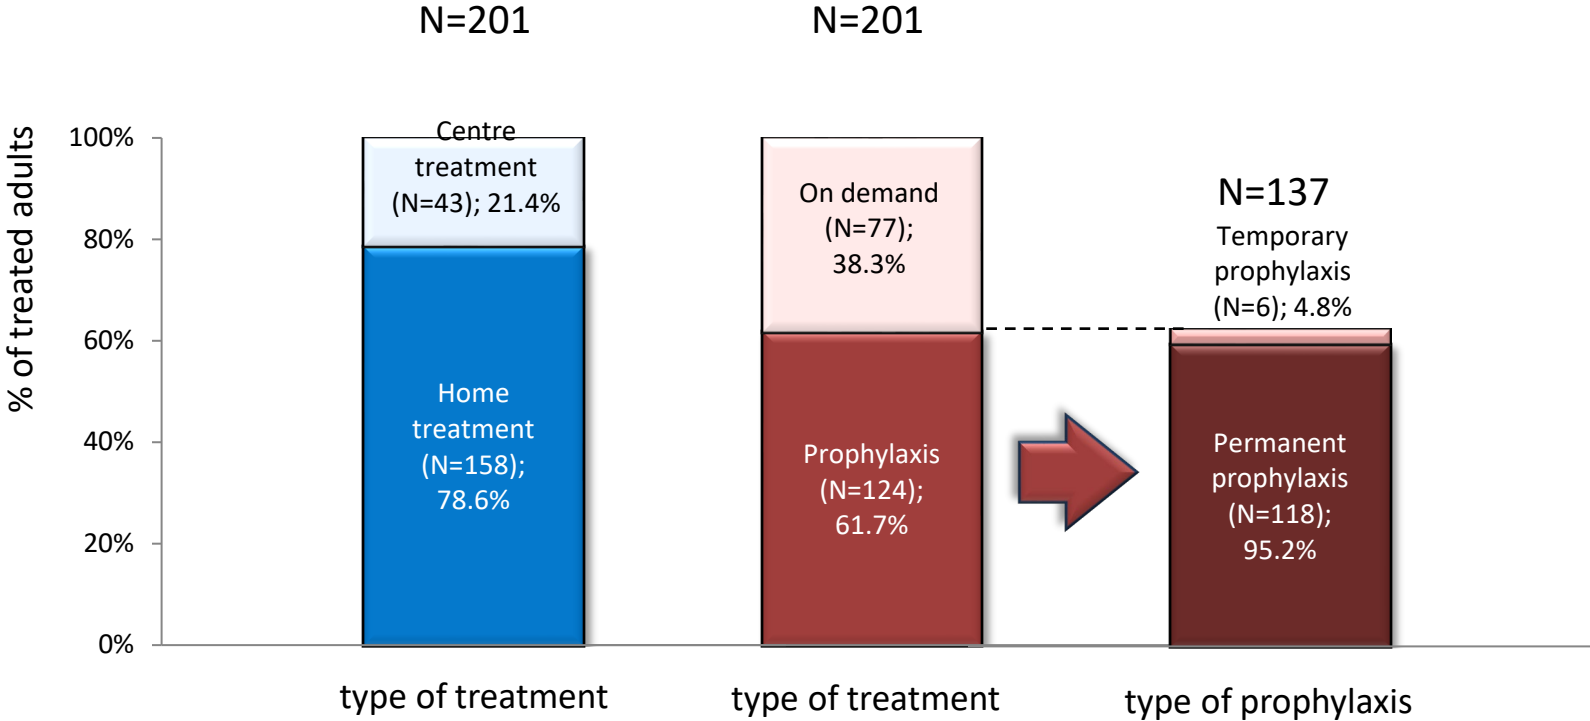 N=201
N=201
% of treated adults
100%
80%
60%
40%
20%
0%
Centre
treatment
(N=43); 21.4%
Home
treatment
(N=158);
78.6%
On demand
(N=77);
38.3%
Prophylaxis
(N=124);
61.7%
N=137
Temporary
prophylaxis
(N=6); 4.8%
Permanent
prophylaxis
(N=118);
95.2%
type of treatment
type of treatment
type of prophylaxis